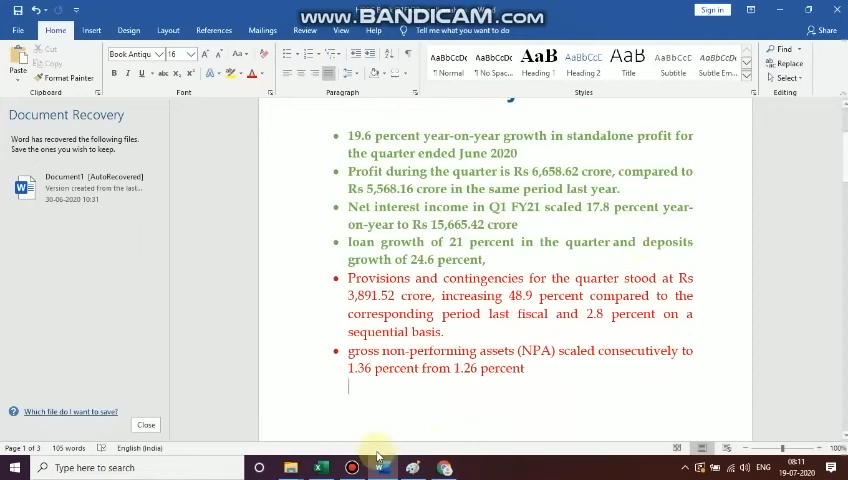 www.BANDICAM.com
Word
Sign in
File Home Insert Design Layout References Mailings Review View Help Tell me what you want to do Share
Cut
Copy
Paste
Format Painter
Clipboard
Book Antiqu 16 A A Aa
B I U abc X₂ X² A A
Font
Paragraph
AaBbCcDc AaBbCcDc AaB AaBbCcC AaB AaBbCcC AaBbCcDc
¶ Normal ¶ No Spac... Heading 1 Heading 2 Title Subtitle Subtle Em...
Styles
Find
Replace
Select
Editing
Document Recovery
Word has recovered the following files.
Save the ones you wish to keep.
Document1 [AutoRecovered]
Version created from the last...
30-06-2020 10:31
Which file do I want to save?
Close
• 19.6 percent year-on-year growth in standalone profit for
the quarter ended June 2020
• Profit during the quarter is Rs 6,658.62 crore, compared to
Rs 5,568.16 crore in the same period last year.
• Net interest income in Q1 FY21 scaled 17.8 percent year-
on-year to Rs 15,665.42 crore
• loan growth of 21 percent in the quarter and deposits
growth of 24.6 percent,
• Provisions and contingencies for the quarter stood at Rs
3,891.52 crore, increasing 48.9 percent compared to the
corresponding period last fiscal and 2.8 percent on a
sequential basis.
• gross non-performing assets (NPA) scaled consecutively to
1.36 percent from 1.26 percent
Page 1 of 3 105 words English (India) 100%
Type here to search
ENG
08:11
19-07-2020